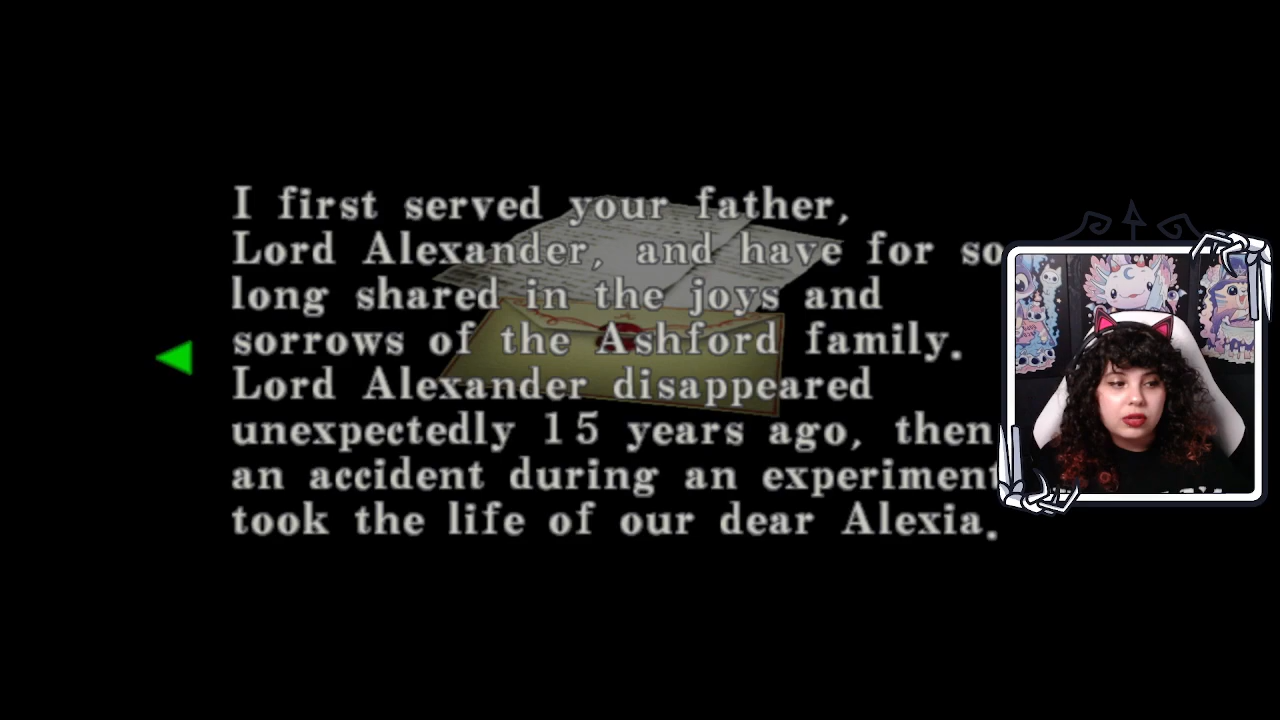 I first served your father,
Lord Alexander, and have for so
long shared in the joys and
sorrows of the Ashford family.
Lord Alexander disappeared
unexpectedly 15 years ago, then
an accident during an experiment
took the life of our dear Alexia.